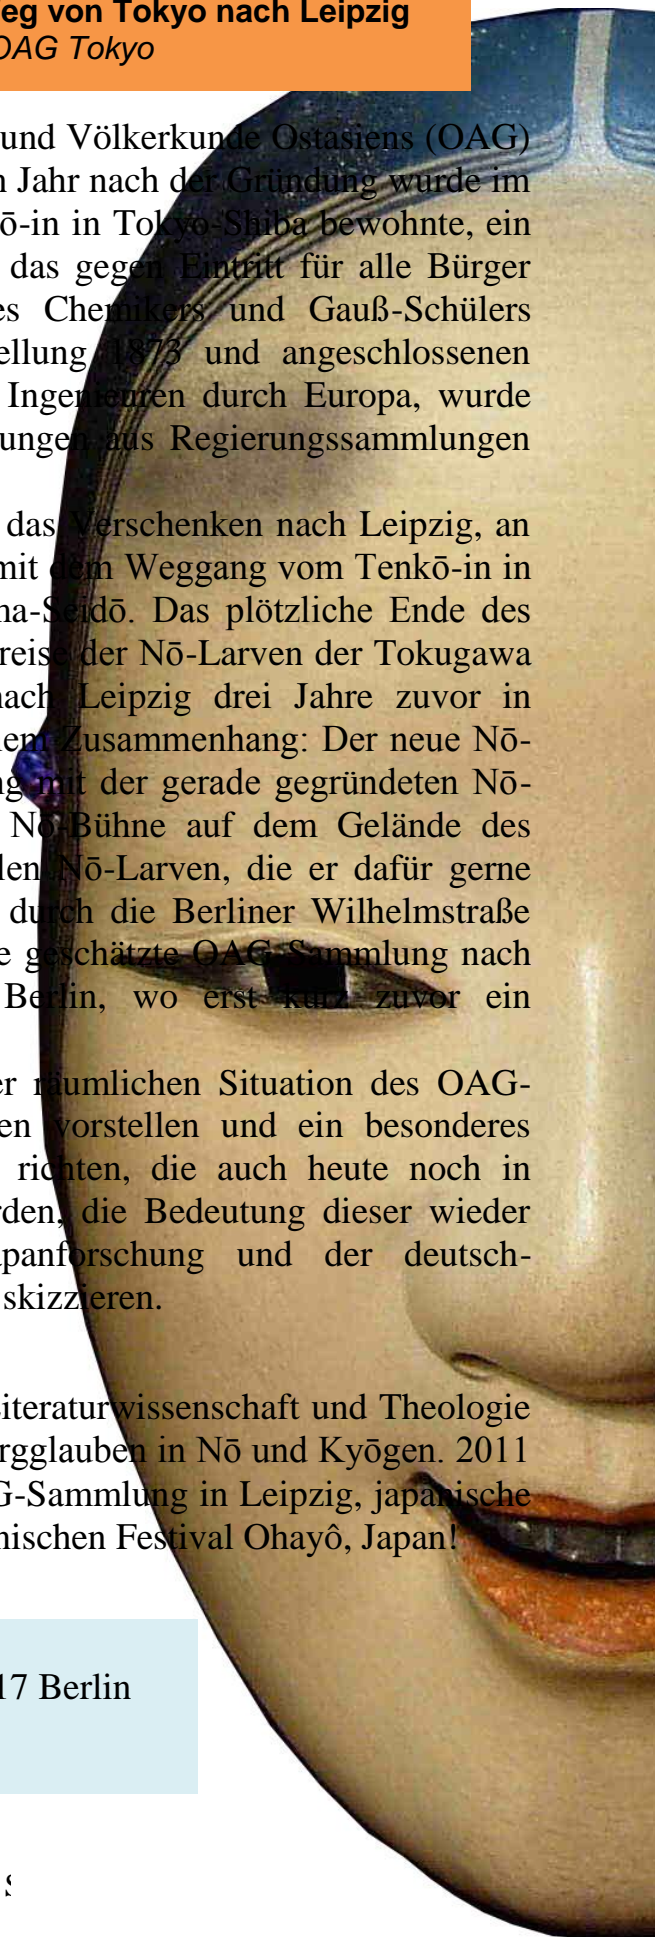 eg von Tokyo nach Leipzig
OAG Tokyo
und Völkerkunde Ostasiens (OAG)
Jahr nach der Gründung wurde im
ō-in in Tokyo-Shiba bewohnte, ein
das gegen Eintritt für alle Bürger
es Chemikers und Gauß-Schülers
ellung 1873 und angeschlossenen
Ingenieuren durch Europa, wurde
ungen aus Regierungssammlungen
das Verschenken nach Leipzig, an
mit dem Weggang vom Tenkō-in in
na-Seidō. Das plötzliche Ende des
reise der Nō-Larven der Tokugawa
nach Leipzig drei Jahre zuvor in
lem Zusammenhang: Der neue Nō-
ng mit der gerade gegründeten Nō-
Nō-Bühne auf dem Gelände des
len Nō-Larven, die er dafür gerne
durch die Berliner Wilhelmstraße
e geschätzte OAG-Sammlung nach
Berlin, wo erst kurz zuvor ein
er räumlichen Situation des OAG-
en vorstellen und ein besonderes
richten, die auch heute noch in
rden, die Bedeutung dieser wieder
apanforschung und der deutsch-
skizzieren.
iteraturwissenschaft und Theologie
rgglauben in Nō und Kyōgen. 2011
G-Sammlung in Leipzig, japanische
nischen Festival Ohayô, Japan!
17 Berlin